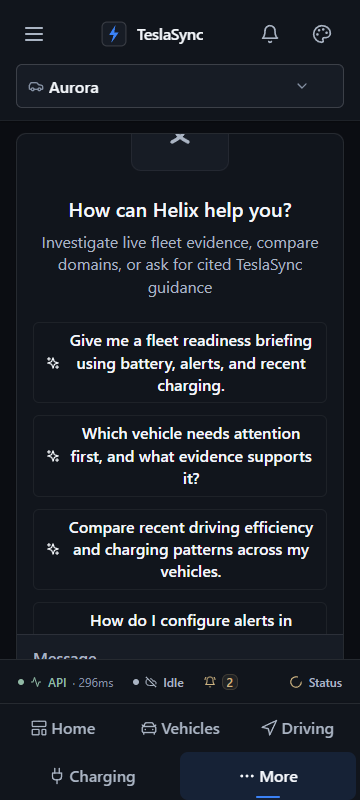 TeslaSync
Aurora
How can Helix help you?
Investigate live fleet evidence, compare
domains, or ask for cited TeslaSync
guidance
Give me a fleet readiness briefing
using battery, alerts, and recent
charging.
Which vehicle needs attention
first, and what evidence supports
it?
Compare recent driving efficiency
and charging patterns across my
vehicles.
How do I configure alerts in
Message
API · 296ms Idle 2 Status
Home Vehicles Driving
Charging More